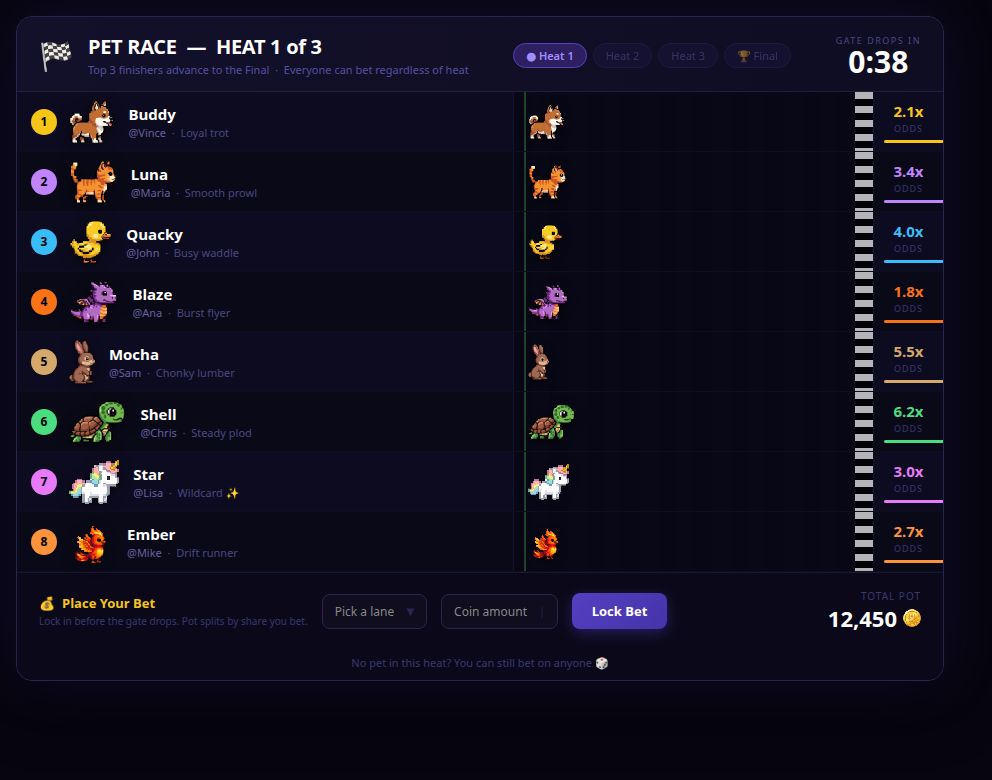 PET RACE — HEAT 1 of 3
Top 3 finishers advance to the Final · Everyone can bet regardless of heat
Heat 1
Heat 2
Heat 3
🏆 Final
GATE DROPS IN
0:38
1
Buddy
@Vince · Loyal trot
2.1x
ODDS
2
Luna
@Maria · Smooth prowl
3.4x
ODDS
3
Quacky
@John · Busy waddle
4.0x
ODDS
4
Blaze
@Ana · Burst flyer
1.8x
ODDS
5
Mocha
@Sam · Chonky lumber
5.5x
ODDS
6
Shell
@Chris · Steady plod
6.2x
ODDS
7
Star
@Lisa · Wildcard ✨
3.0x
ODDS
8
Ember
@Mike · Drift runner
2.7x
ODDS
💰 Place Your Bet
Lock in before the gate drops. Pot splits by share you bet.
Pick a lane ▼
Coin amount
Lock Bet
TOTAL POT
12,450 🪙
No pet in this heat? You can still bet on anyone 🎲